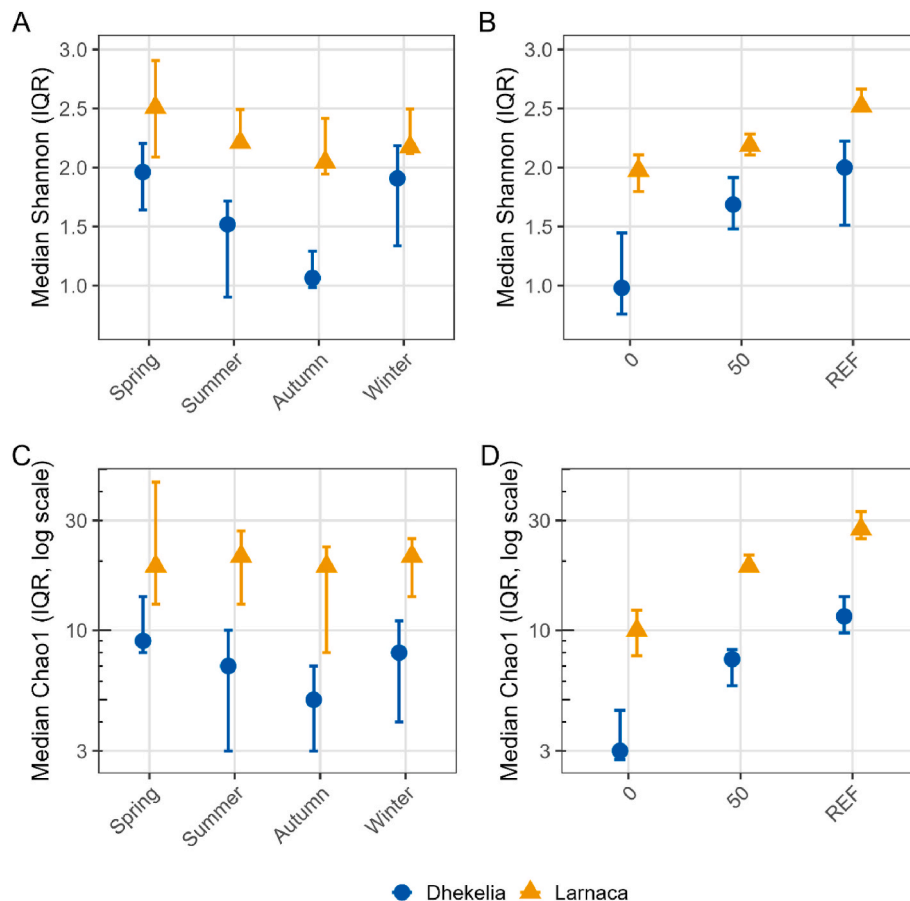 A
Median Shannon (IQR)
3.0
2.5
2.0
1.5
1.0
Spring
Summer
Autumn
Winter
B
Median Shannon (IQR)
3.0
2.5
2.0
1.5
1.0
0
50
REF
C
Median Chao1 (IQR, log scale)
30
10
3
Spring
Summer
Autumn
Winter
D
Median Chao1 (IQR, log scale)
30
10
3
0
50
REF
Dhekelia Larnaca